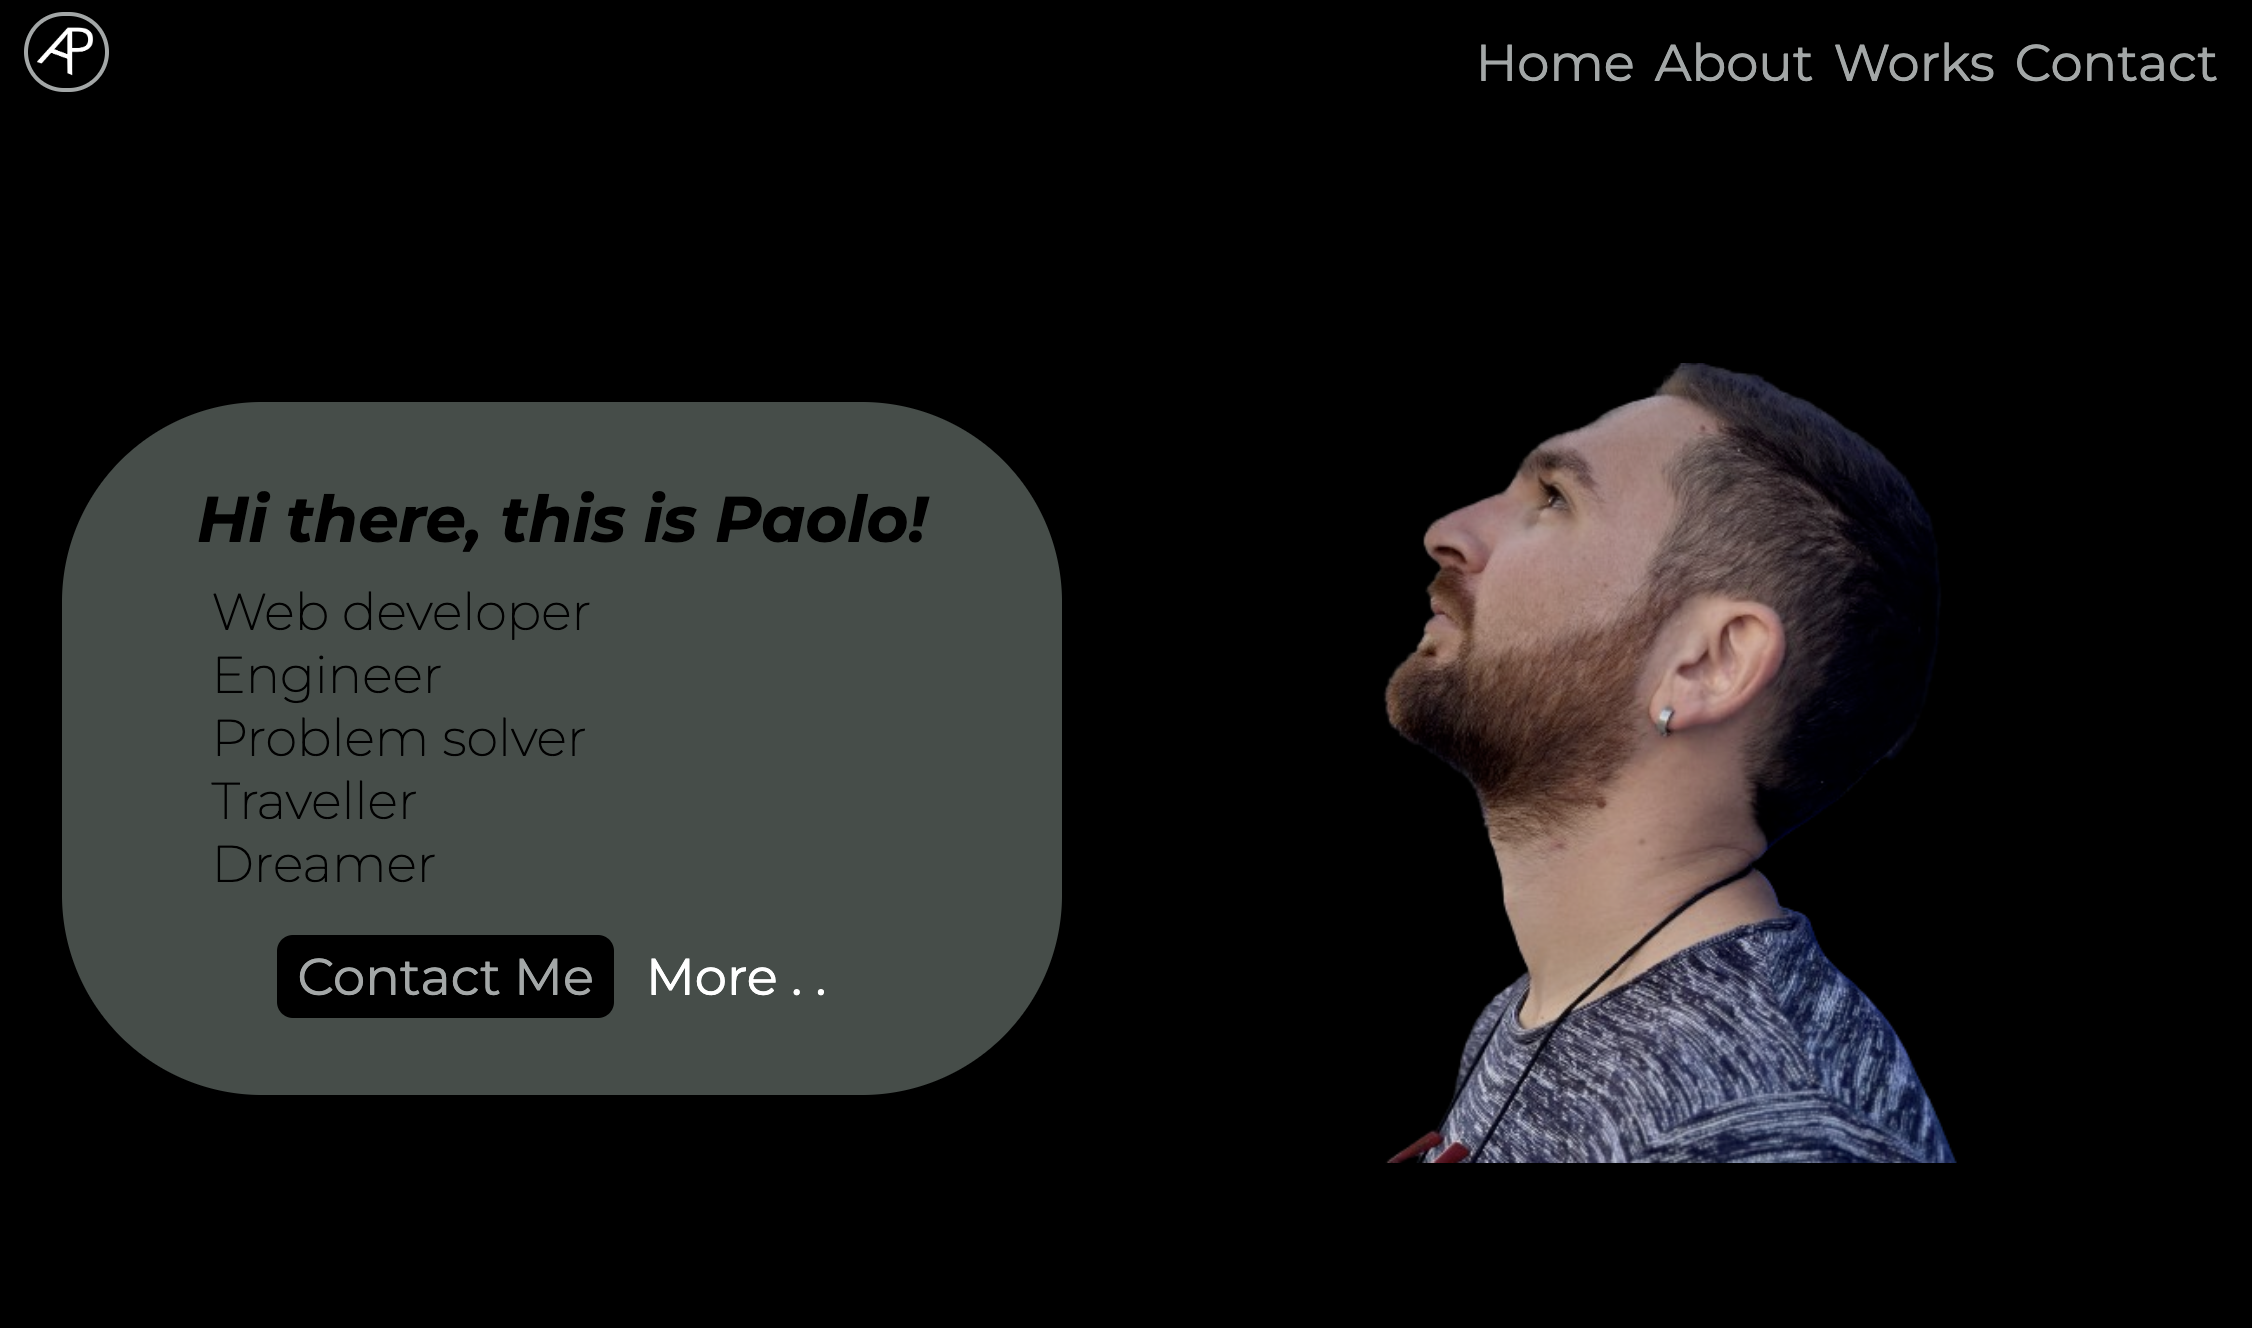 AP
Home About Works Contact
Hi there, this is Paolo!
Web developer
Engineer
Problem solver
Traveller
Dreamer
Contact Me
More . .